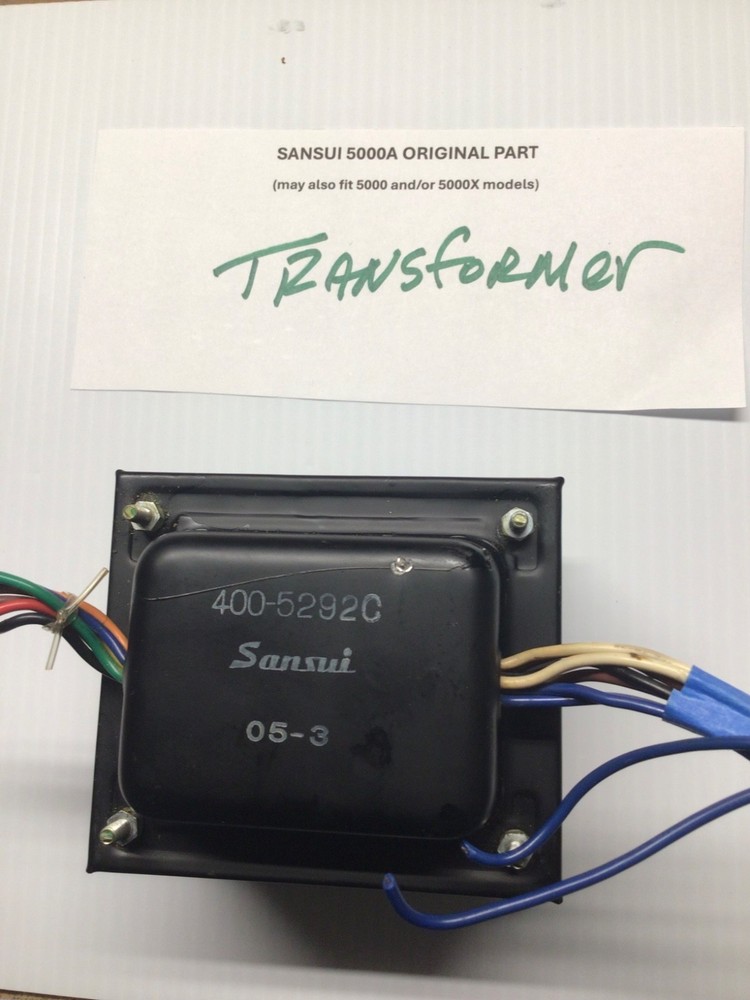 SANSUI 5000A ORIGINAL PART
(may also fit 5000 and/or 5000X models)
TRANSformer
400-5292C
Sansui
05-3